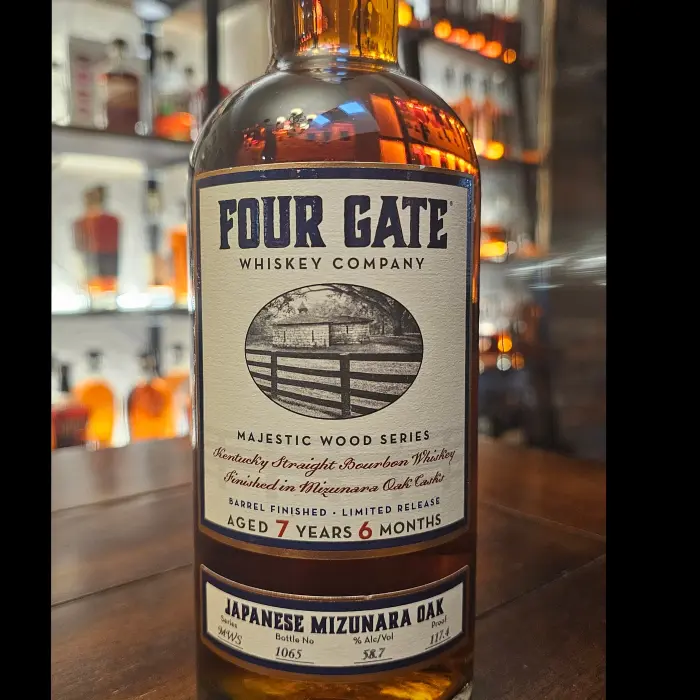 FOUR GATE
WHISKEY COMPANY
MAJESTIC WOOD SERIES
Kentucky Straight Bourbon Whiskey
Finished in Mizunara Oak Casks
BARREL FINISHED · LIMITED RELEASE
AGED 7 YEARS 6 MONTHS
JAPANESE MIZUNARA OAK
Series Bottle No % Alc/Vol Proof
MWS 1065 58.7 117.4